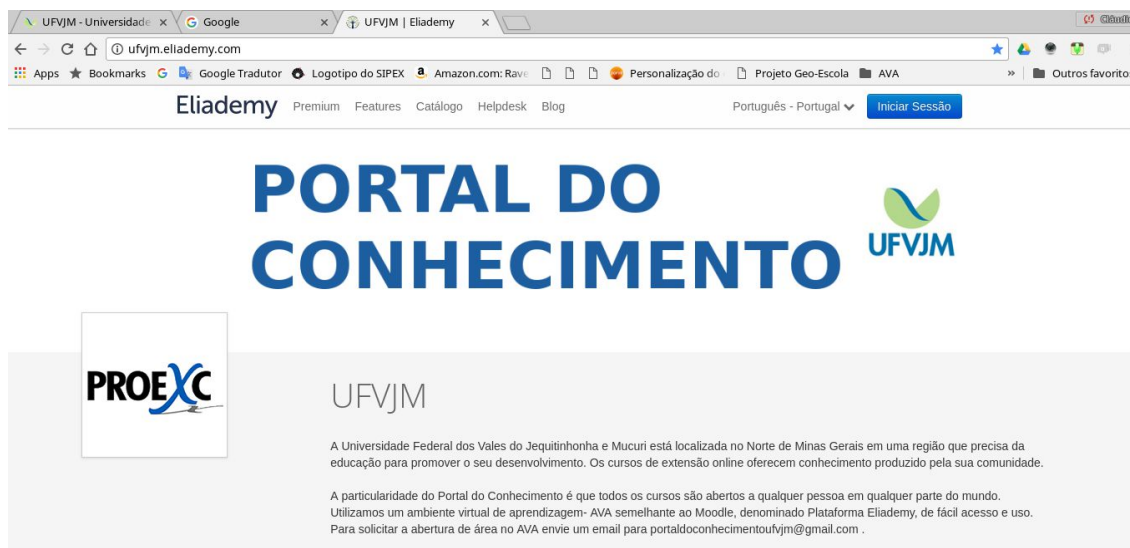 UFVJM - Universidade
Google
UFVJM | Eliademy
ufvjm.eliademy.com
Apps Bookmarks Google Tradutor Logotipo do SIPEX Amazon.com: Rave Personalização do Projeto Geo-Escola AVA » Outros favoritos
Eliademy Premium Features Catálogo Helpdesk Blog Português - Portugal Iniciar Sessão
PORTAL DO
CONHECIMENTO
UFVJM
PROEXC
UFVJM
A Universidade Federal dos Vales do Jequitinhonha e Mucuri está localizada no Norte de Minas Gerais em uma região que precisa da
educação para promover o seu desenvolvimento. Os cursos de extensão online oferecem conhecimento produzido pela sua comunidade.
A particularidade do Portal do Conhecimento é que todos os cursos são abertos a qualquer pessoa em qualquer parte do mundo.
Utilizamos um ambiente virtual de aprendizagem- AVA semelhante ao Moodle, denominado Plataforma Eliademy, de fácil acesso e uso.
Para solicitar a abertura de área no AVA envie um email para portaldoconhecimentoufvjm@gmail.com .